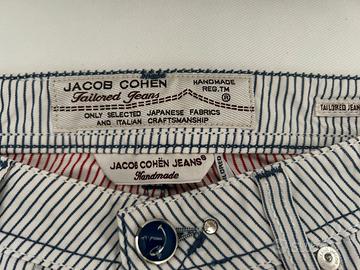 JACOB COHEN
Tailored Jeans
HANDMADE
REG.TM
®
ONLY SELECTED JAPANESE FABRICS
AND ITALIAN CRAFTSMANSHIP
TAILORED JEAN
JACOB COHËN JEANS®
Handmade